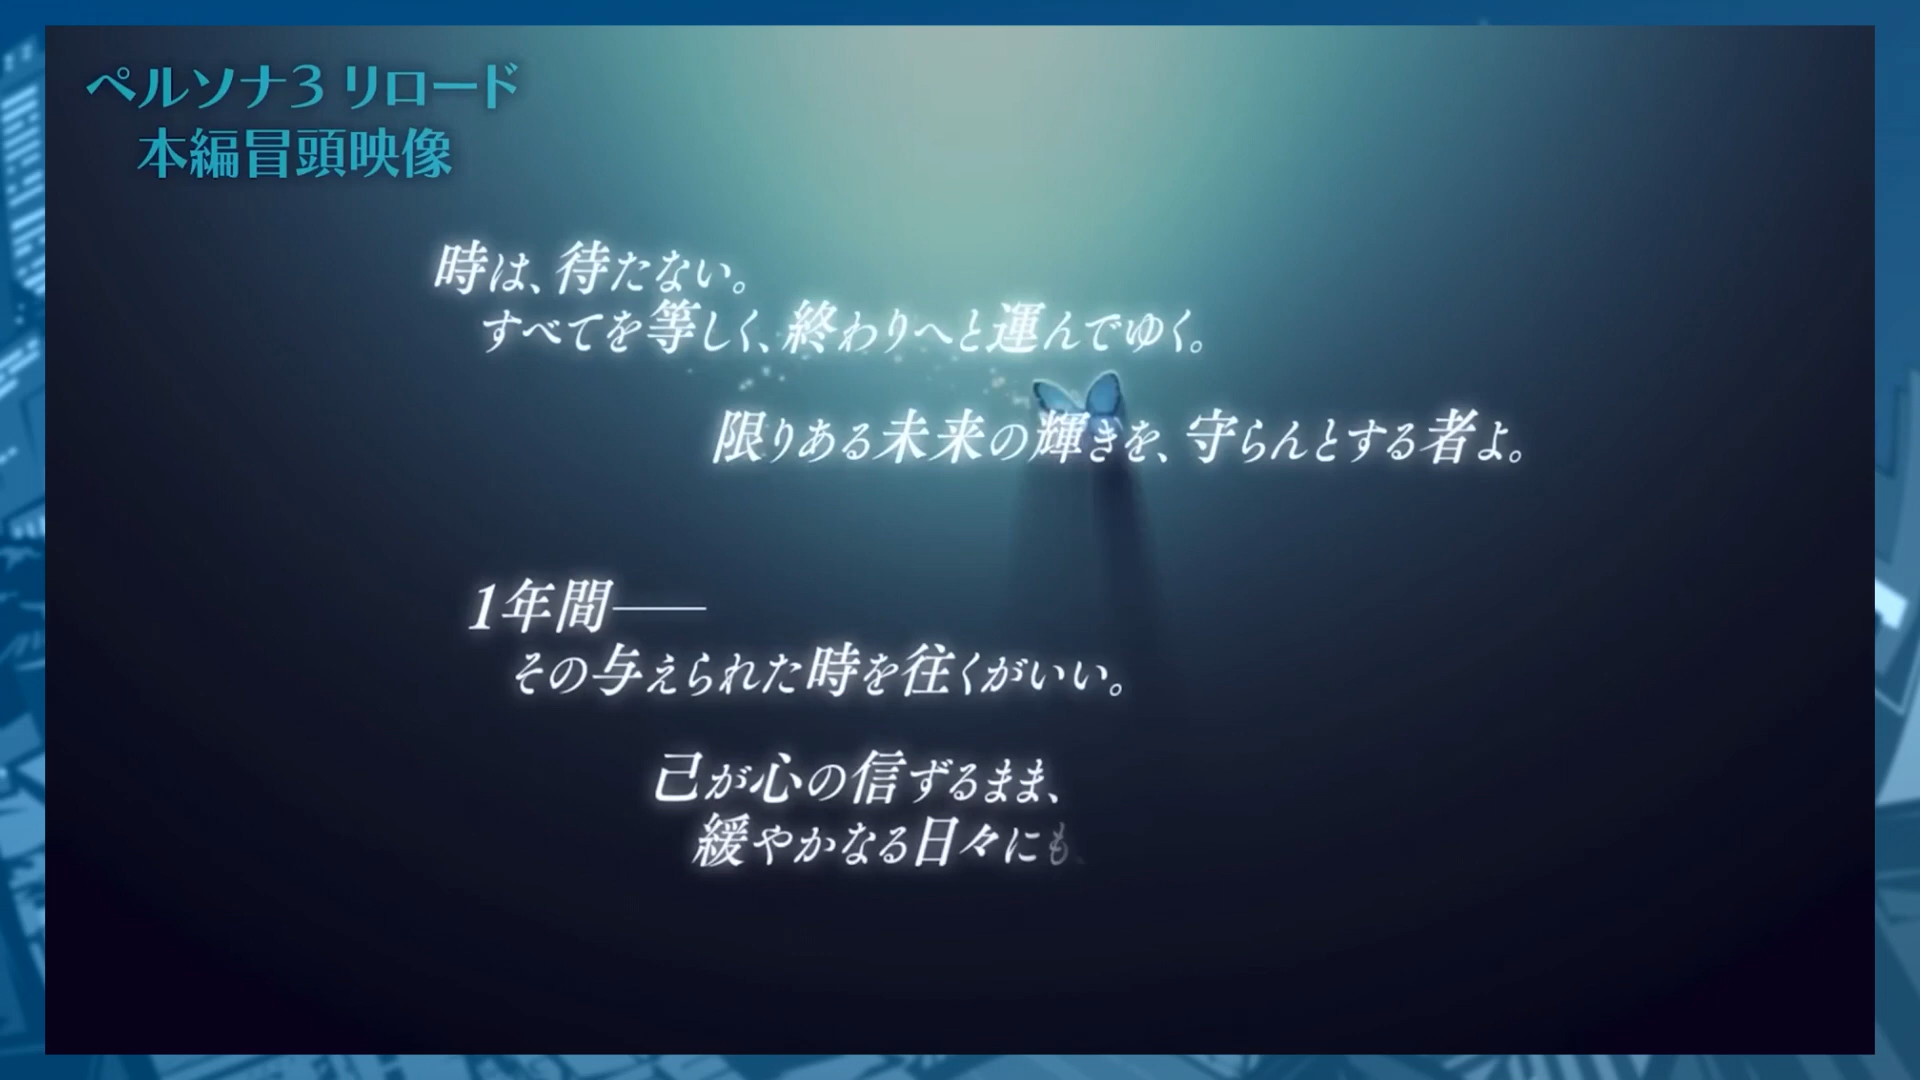 ペルソナ3 リロード
本編冒頭映像
時は、待たない。
すべてを等しく、終わりへと運んでゆく。
限りある未来の輝きを、守らんとする者よ。
1年間──
その与えられた時を往くがいい。
己が心の信ずるまま、
緩やかなる日々にも、